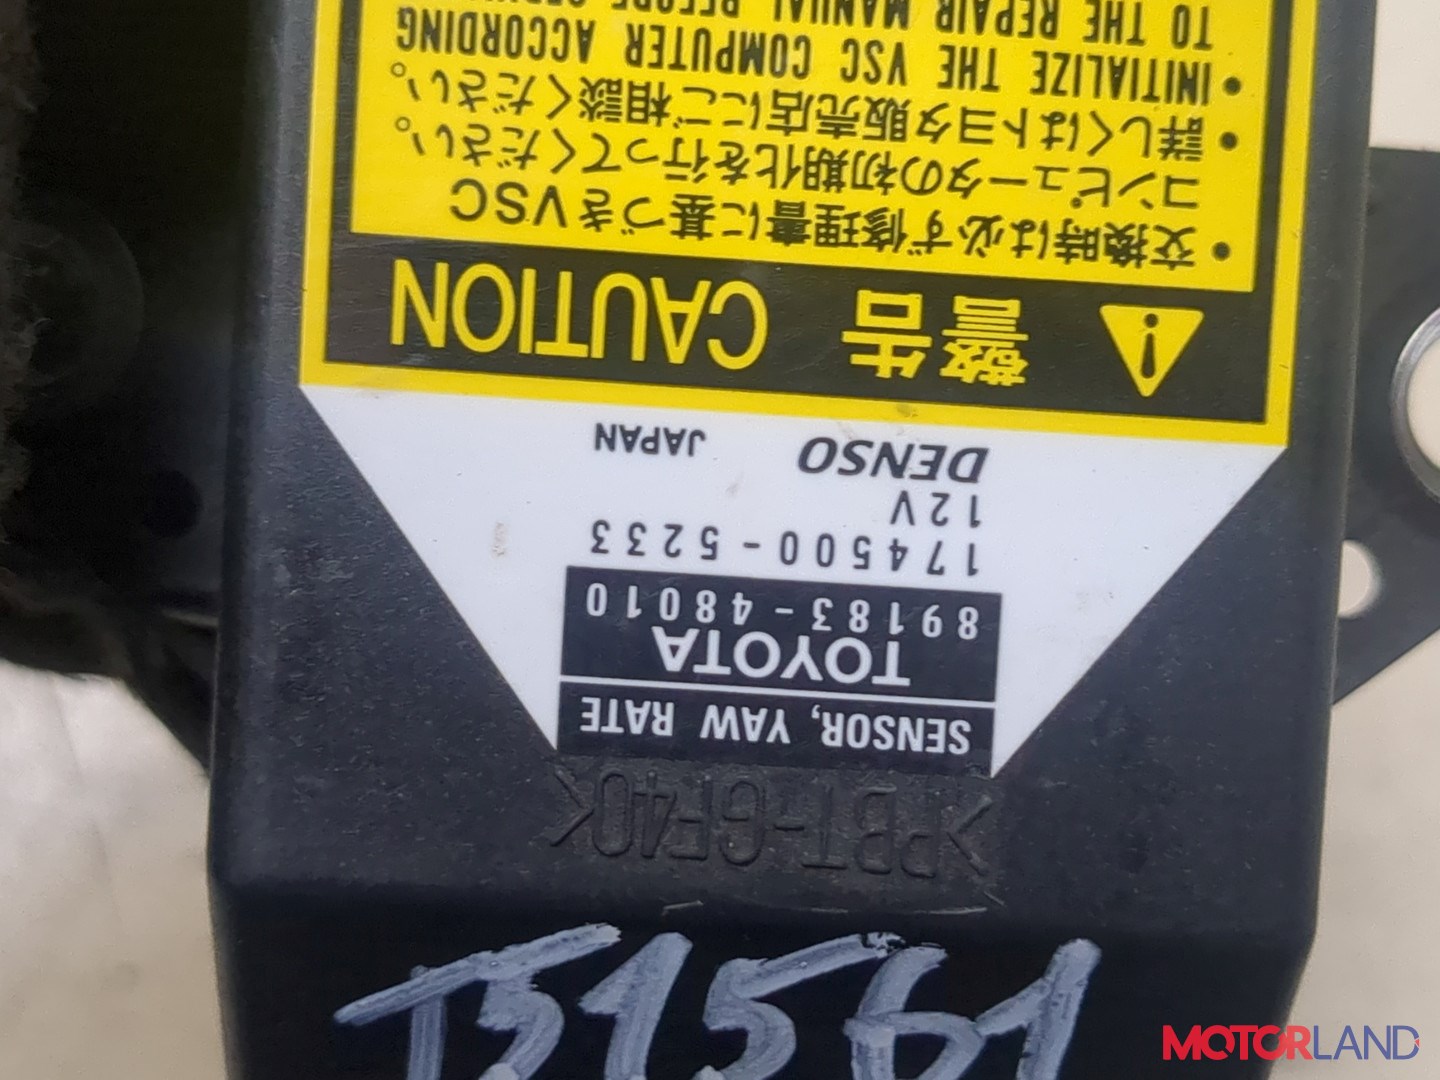 SENSOR, YAW RATE
TOYOTA
89183-48010
174500-5233
12V
DENSO JAPAN
警告 CAUTION
• 交換時は必ず修理書に基づきVSC
コンピュータの初期化を行ってください。
• 詳しくはトヨタ販売店にご相談ください。
• INITIALIZE THE VSC COMPUTER ACCORDING
TO THE REPAIR MANUAL BEFORE
>PBT-GF40<
T51561
MOTORLAND